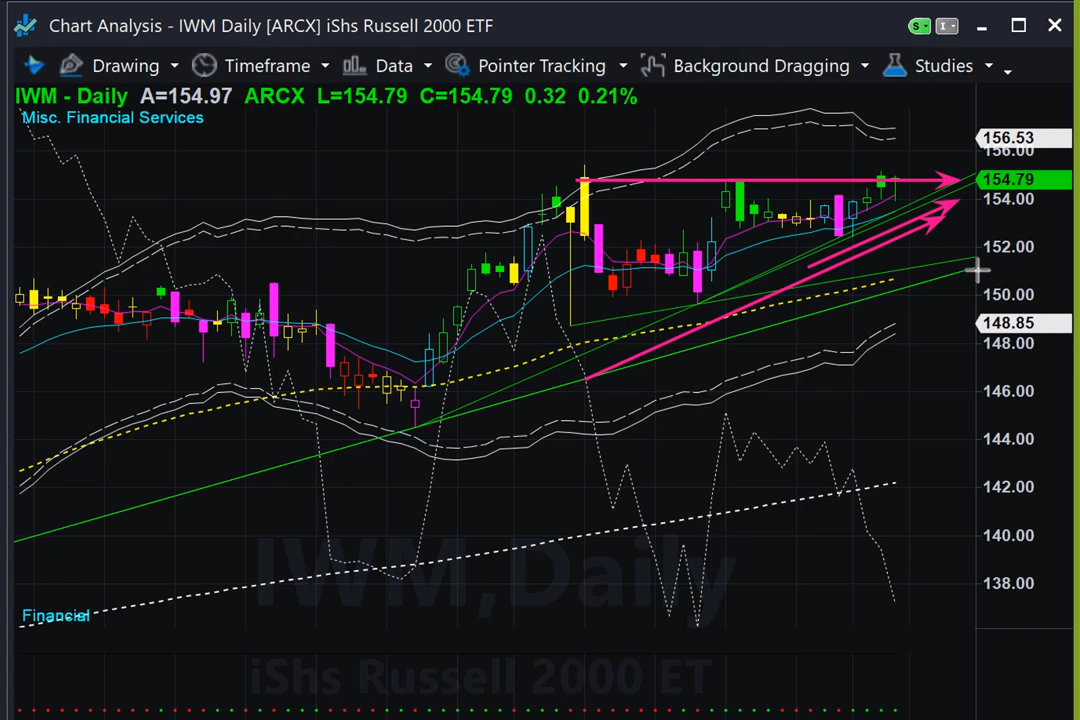 Chart Analysis - IWM Daily [ARCX] iShs Russell 2000 ETF
S
I
Drawing Timeframe Data Pointer Tracking Background Dragging Studies
IWM - Daily A=154.97 ARCX L=154.79 C=154.79 0.32 0.21%
Misc. Financial Services
156.53
156.00
154.79
154.00
152.00
150.00
148.85
148.00
146.00
144.00
142.00
140.00
138.00
IWM,Daily
Financial
iShs Russell 2000 ET